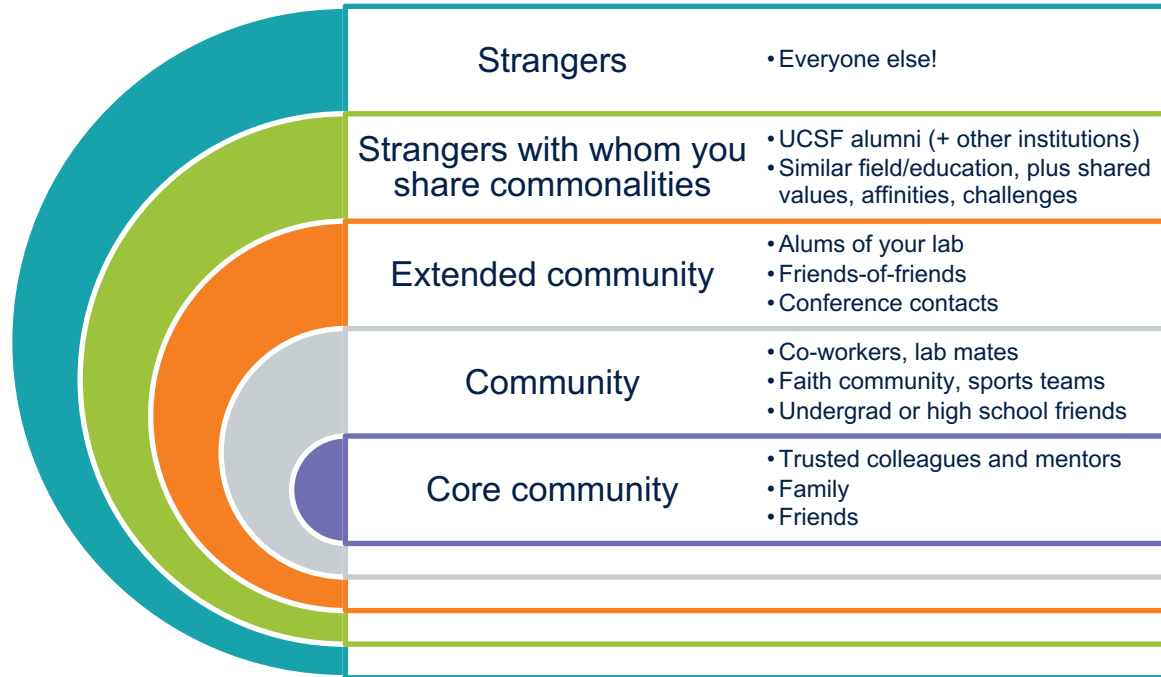 Strangers
• Everyone else!
Strangers with whom you
share commonalities
• UCSF alumni (+ other institutions)
• Similar field/education, plus shared
values, affinities, challenges
Extended community
• Alums of your lab
• Friends-of-friends
• Conference contacts
Community
• Co-workers, lab mates
• Faith community, sports teams
• Undergrad or high school friends
Core community
• Trusted colleagues and mentors
• Family
• Friends